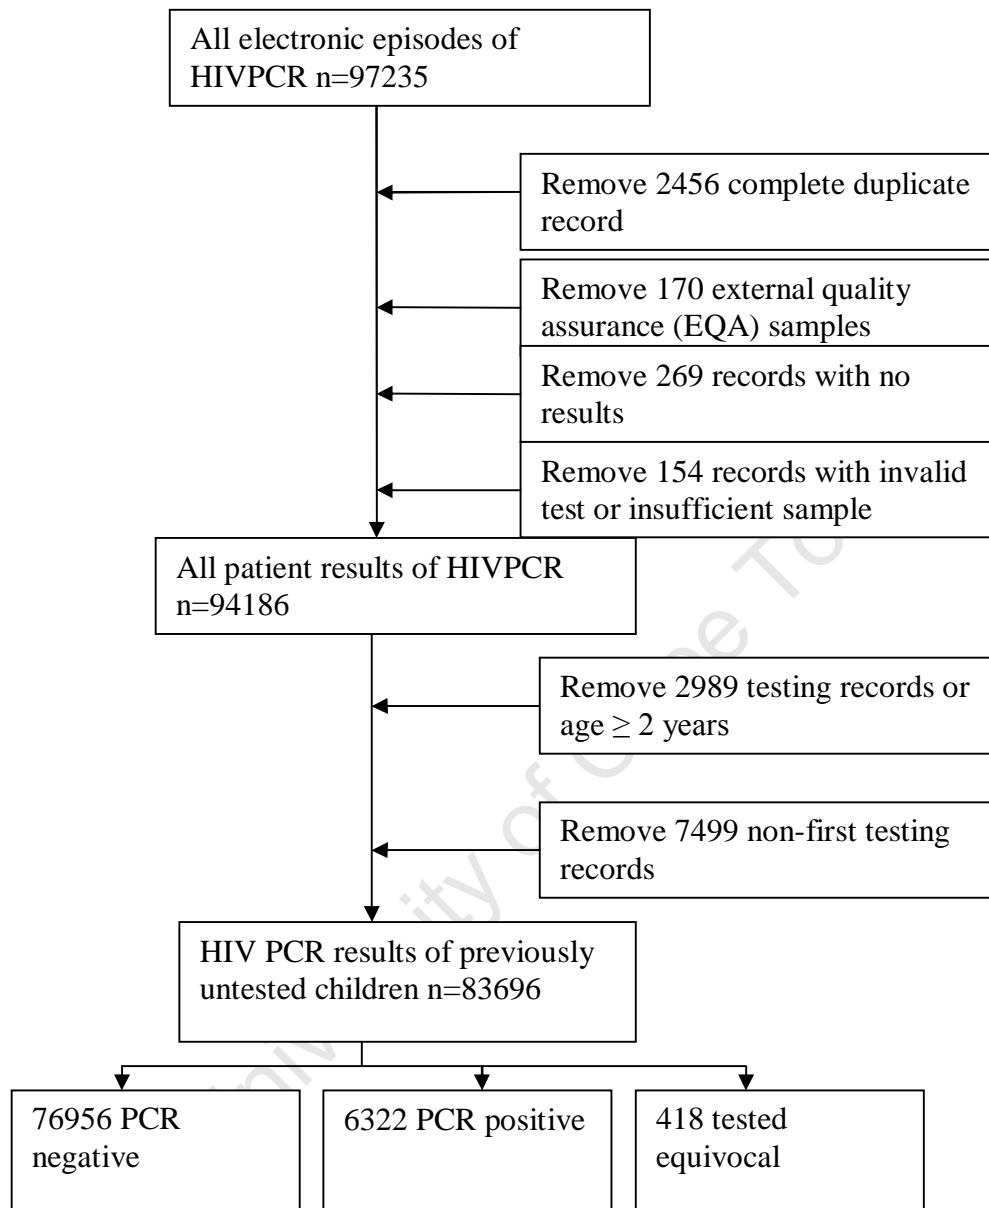 All electronic episodes of
HIVPCR n=97235
Remove 2456 complete duplicate
record
Remove 170 external quality
assurance (EQA) samples
Remove 269 records with no
results
Remove 154 records with invalid
test or insufficient sample
All patient results of HIVPCR
n=94186
Remove 2989 testing records or
age ≥ 2 years
Remove 7499 non-first testing
records
HIV PCR results of previously
untested children n=83696
76956 PCR
negative
6322 PCR positive
418 tested
equivocal